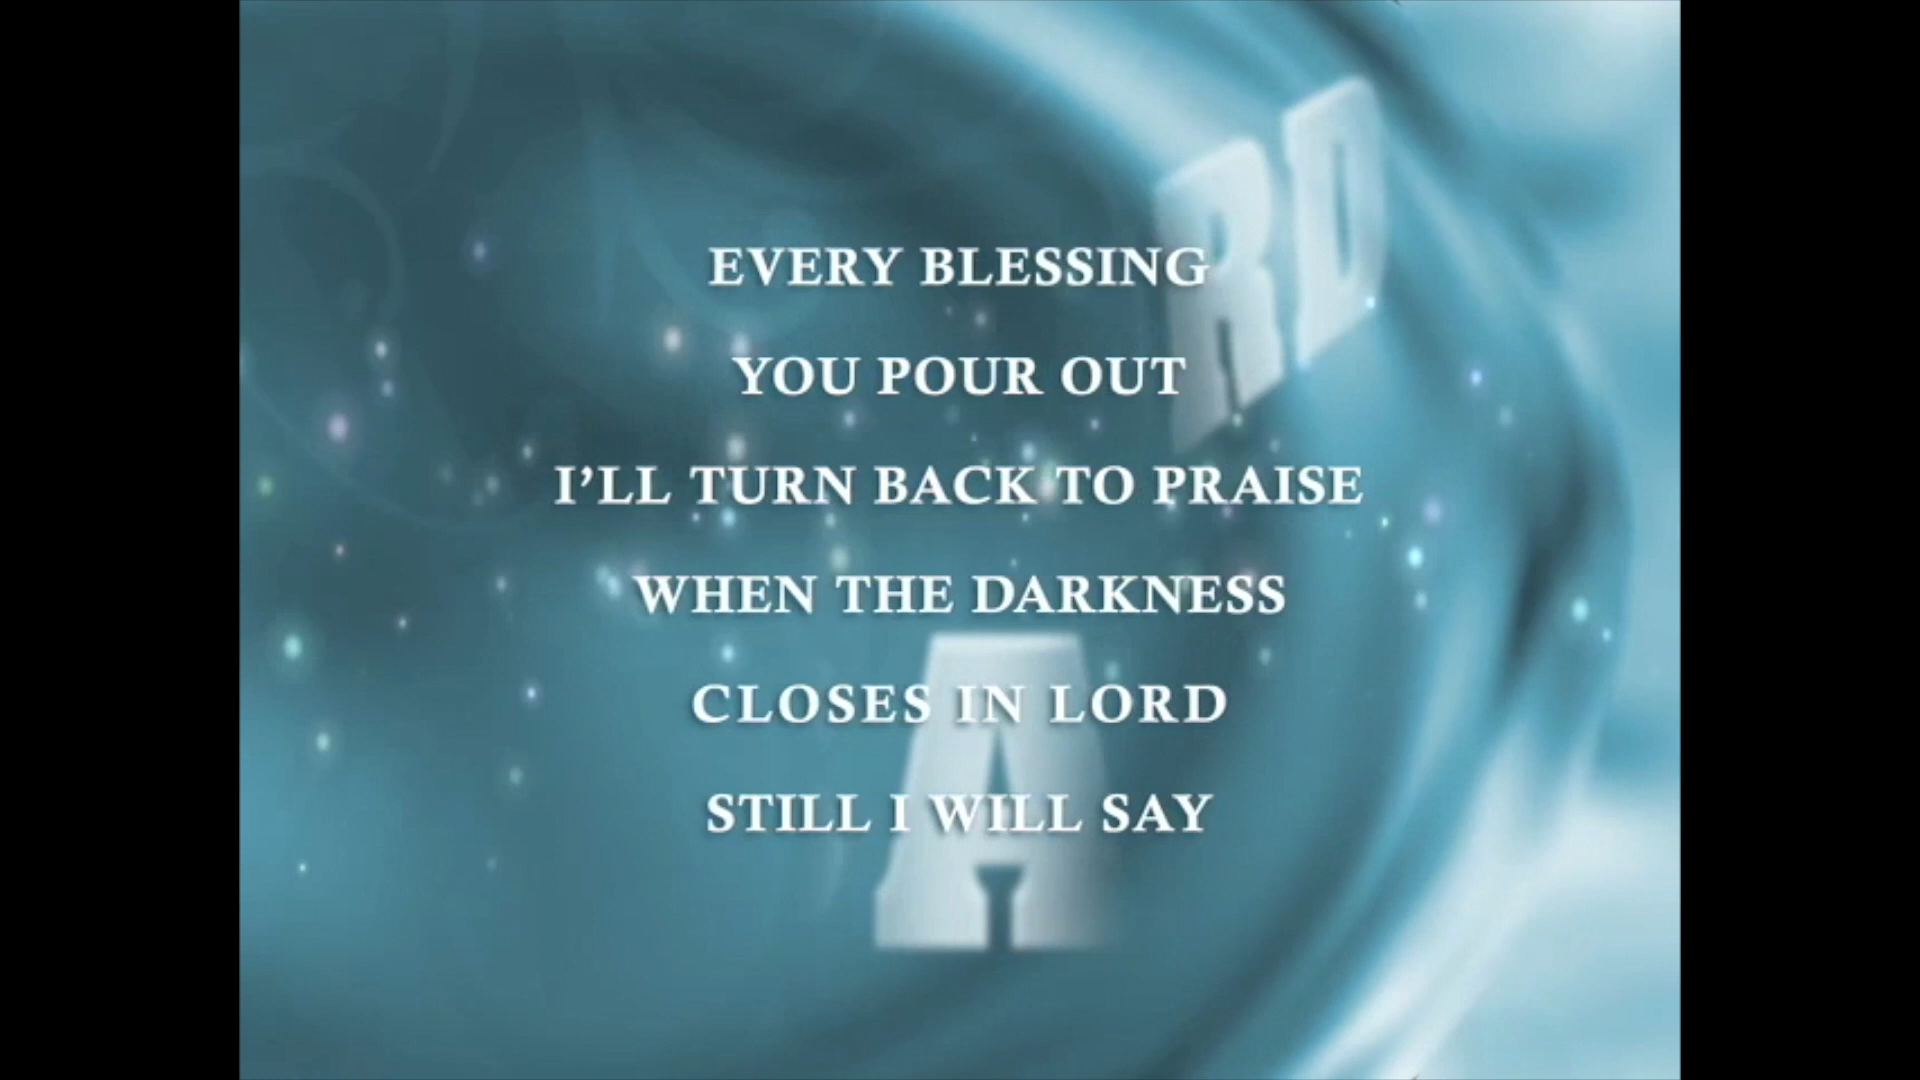 EVERY BLESSING
YOU POUR OUT
I'LL TURN BACK TO PRAISE
WHEN THE DARKNESS
CLOSES IN LORD
STILL I WILL SAY
RD
A